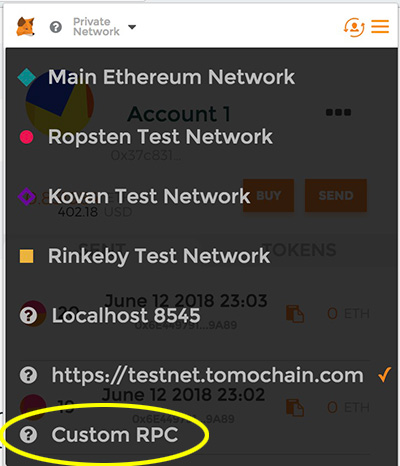 Private
Network
Main Ethereum Network
Account 1
Ropsten Test Network
0x37c831...
Kovan Test Network
402.18 USD
BUY
SEND
SENT
TOKENS
Rinkeby Test Network
June 12 2018 23:03
0x6E449791...9A89
0 ETH
Localhost 8545
https://testnet.tomochain.com
June 12 2018 23:02
0x6E449791...9A89
0 ETH
Custom RPC